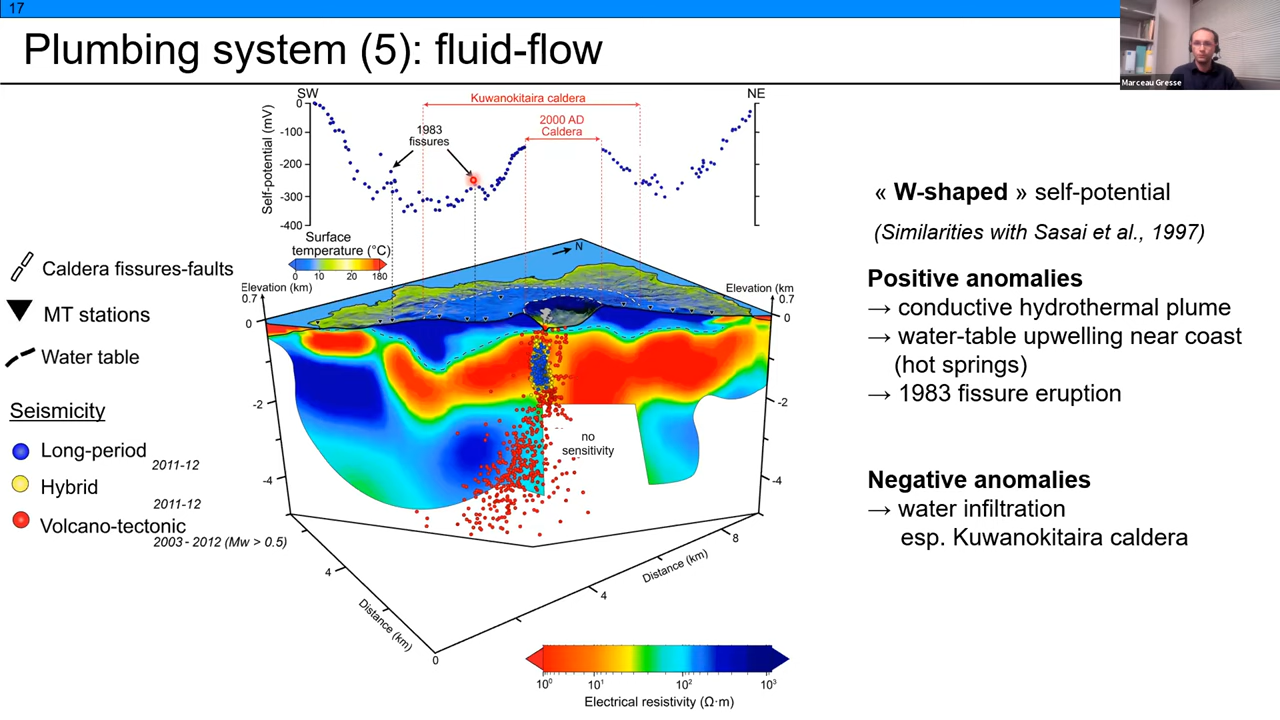 17
Marceau Gresse
Plumbing system (5): fluid-flow
SW
NE
Kuwanokitaira caldera
2000 AD
Caldera
1983
fissures
Self-potential (mV)
0
-100
-200
-300
-400
Surface
temperature (°C)
0 10 20 180
N
Elevation (km)
0.7
0
-2
-4
Elevation (km
0.7
0
-2
-4
no
sensitivity
4
Distance (km)
0
4
8
Distance (km)
10⁰ 10¹ 10² 10³
Electrical resistivity (Ω·m)
Caldera fissures-faults
MT stations
Water table
Seismicity
Long-period
2011-12
Hybrid
2011-12
Volcano-tectonic
2003 - 2012 (Mw > 0.5)
« W-shaped » self-potential
(Similarities with Sasai et al., 1997)
Positive anomalies
→ conductive hydrothermal plume
→ water-table upwelling near coast
(hot springs)
→ 1983 fissure eruption
Negative anomalies
→ water infiltration
esp. Kuwanokitaira caldera